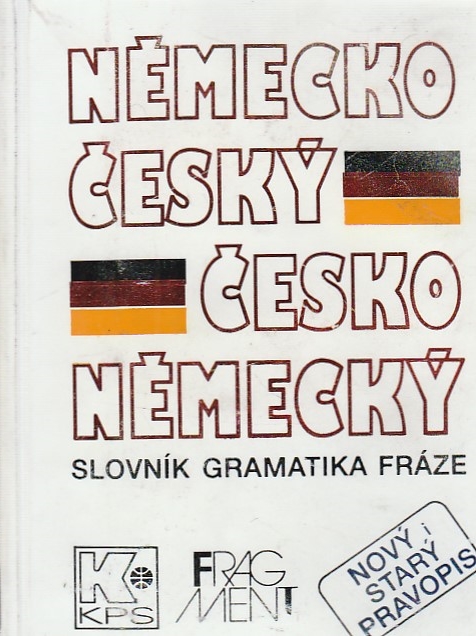 NĚMECKO
ČESKÝ
ČESKO
NĚMECKÝ
SLOVNÍK GRAMATIKA FRÁZE
K
KPS
FRAG
MENT
NOVÝ i
STARÝ
PRAVOPIS